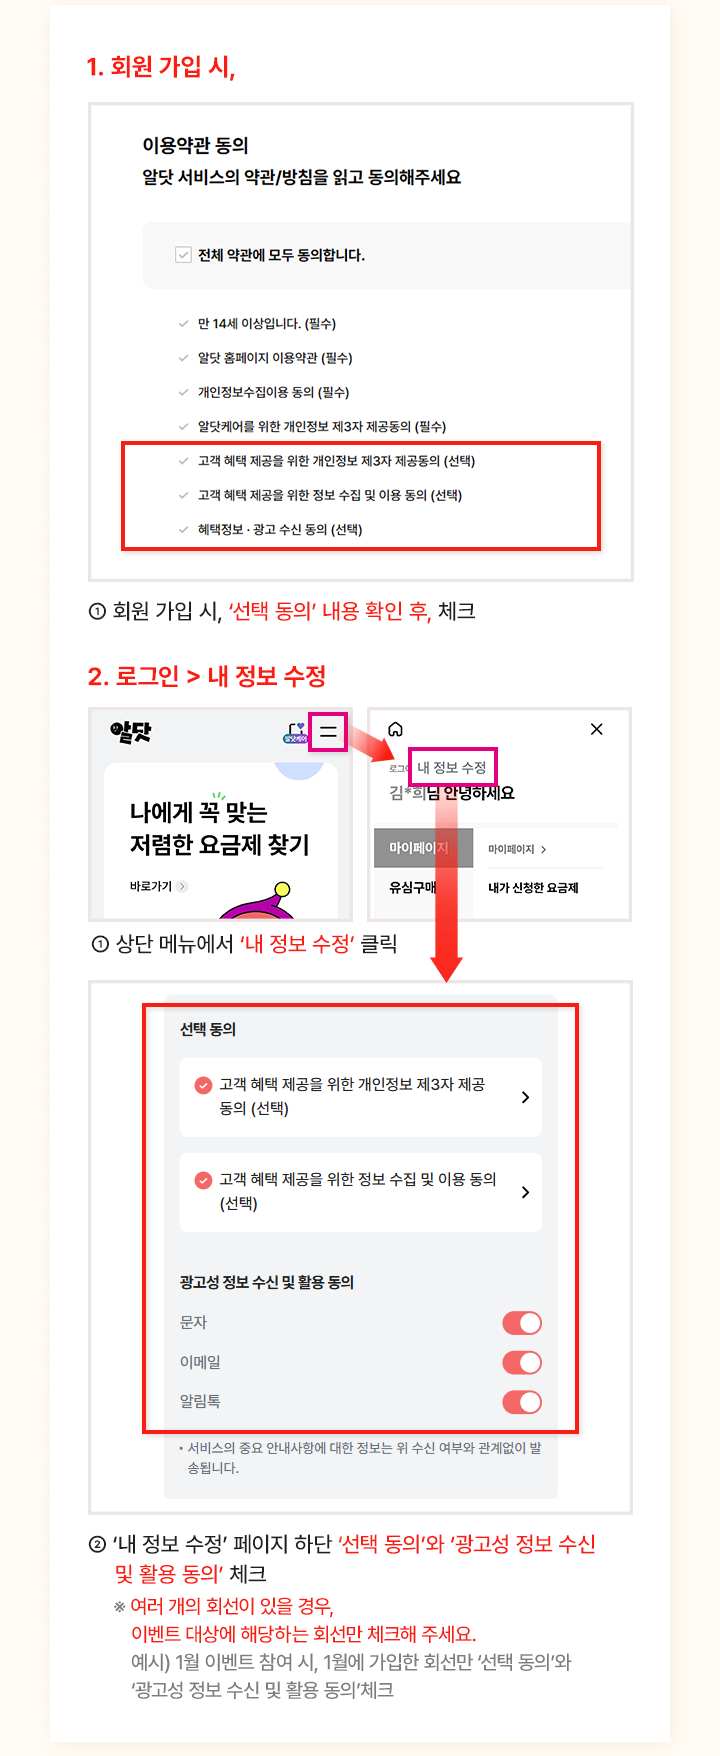 1. 회원 가입 시,
이용약관 동의
알닷 서비스의 약관/방침을 읽고 동의해주세요
전체 약관에 모두 동의합니다.
만 14세 이상입니다. (필수)
알닷 홈페이지 이용약관 (필수)
개인정보수집이용 동의 (필수)
알닷케어를 위한 개인정보 제3자 제공동의 (필수)
고객 혜택 제공을 위한 개인정보 제3자 제공동의 (선택)
고객 혜택 제공을 위한 정보 수집 및 이용 동의 (선택)
혜택정보 · 광고 수신 동의 (선택)
① 회원 가입 시, ‘선택 동의’ 내용 확인 후, 체크
2. 로그인 > 내 정보 수정
알닷
알닷케어
나에게 꼭 맞는
저렴한 요금제 찾기
바로가기
내 정보 수정
김*희님 안녕하세요
마이페이지
마이페이지 >
유심구매
내가 신청한 요금제
① 상단 메뉴에서 ‘내 정보 수정’ 클릭
선택 동의
고객 혜택 제공을 위한 개인정보 제3자 제공
동의 (선택)
고객 혜택 제공을 위한 정보 수집 및 이용 동의
(선택)
광고성 정보 수신 및 활용 동의
문자
이메일
알림톡
• 서비스의 중요 안내사항에 대한 정보는 위 수신 여부와 관계없이 발
송됩니다.
② ‘내 정보 수정’ 페이지 하단 ‘선택 동의’와 ‘광고성 정보 수신
및 활용 동의’ 체크
※ 여러 개의 회선이 있을 경우,
이벤트 대상에 해당하는 회선만 체크해 주세요.
예시) 1월 이벤트 참여 시, 1월에 가입한 회선만 ‘선택 동의’와
‘광고성 정보 수신 및 활용 동의’체크